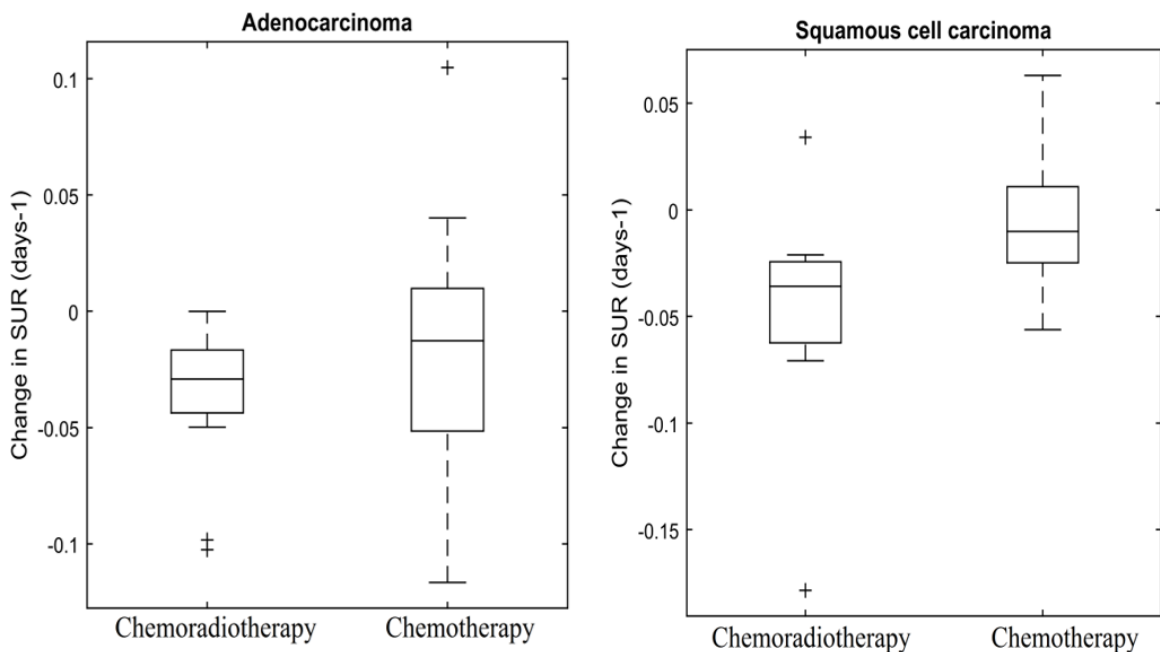 Adenocarcinoma
Change in SUR (days-1)
0.1
0.05
0
-0.05
-0.1
Chemoradiotherapy Chemotherapy
Squamous cell carcinoma
Change in SUR (days-1)
0.05
0
-0.05
-0.1
-0.15
Chemoradiotherapy Chemotherapy